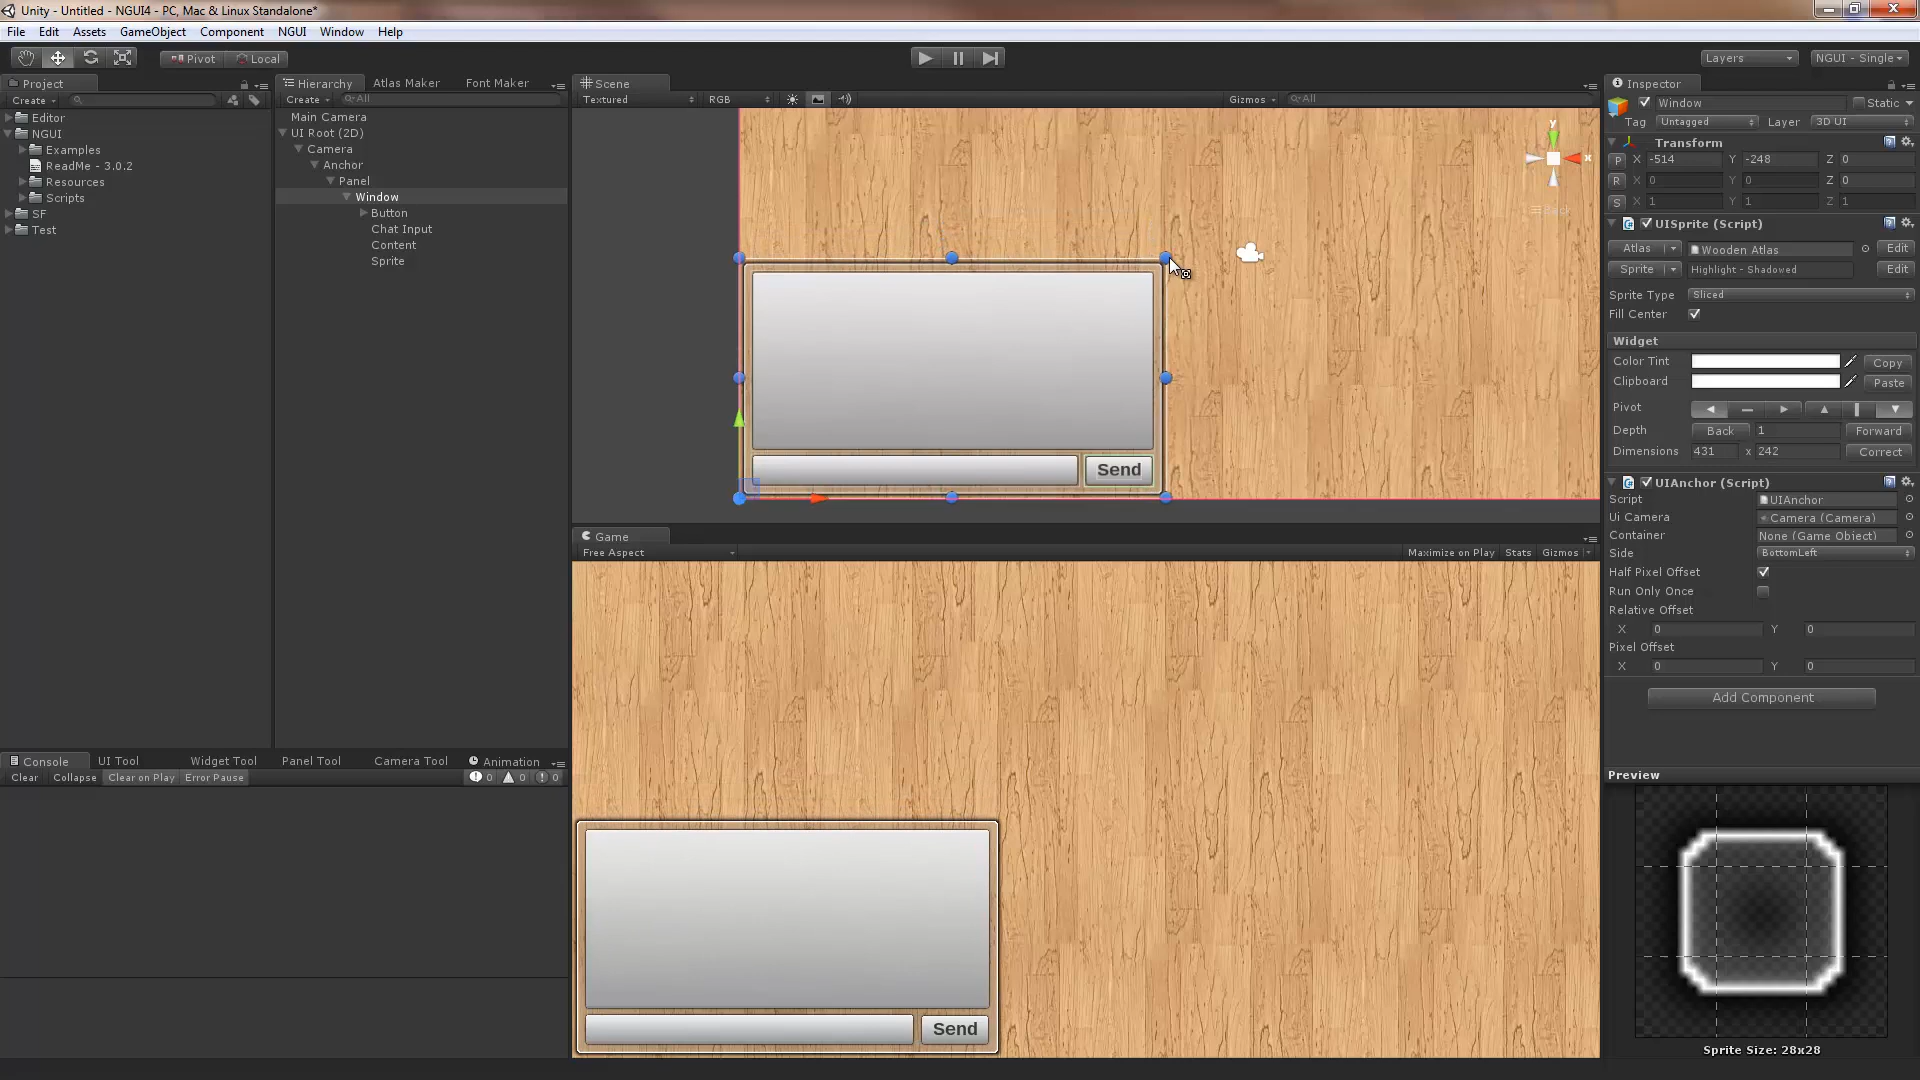 Unity - Untitled - NGUI4 - PC, Mac & Linux Standalone*
File Edit Assets GameObject Component NGUI Window Help
Pivot Local Layers NGUI - Single
Project
Create
Editor
NGUI
Examples
ReadMe - 3.0.2
Resources
Scripts
SF
Test
Hierarchy Atlas Maker Font Maker
Create All
Main Camera
UI Root (2D)
Camera
Anchor
Panel
Window
Button
Chat Input
Content
Sprite
Scene
Textured RGB Gizmos All
y
x
Back
Send
Game
Free Aspect Maximize on Play Stats Gizmos
Send
Console UI Tool Widget Tool Panel Tool Camera Tool Animation
Clear Collapse Clear on Play Error Pause 0 0 0
Inspector
Window Static
Tag Untagged Layer 3D UI
Transform
P X -514 Y -248 Z 0
R X 0 Y 0 Z 0
S X 1 Y 1 Z 1
UISprite (Script)
Atlas Wooden Atlas Edit
Sprite Highlight - Shadowed Edit
Sprite Type Sliced
Fill Center
Widget
Color Tint Copy
Clipboard Paste
Pivot
Depth Back 1 Forward
Dimensions 431 x 242 Correct
UIAnchor (Script)
Script UIAnchor
Ui Camera Camera (Camera)
Container None (Game Object)
Side BottomLeft
Half Pixel Offset
Run Only Once
Relative Offset
X 0 Y 0
Pixel Offset
X 0 Y 0
Add Component
Preview
Sprite Size: 28x28